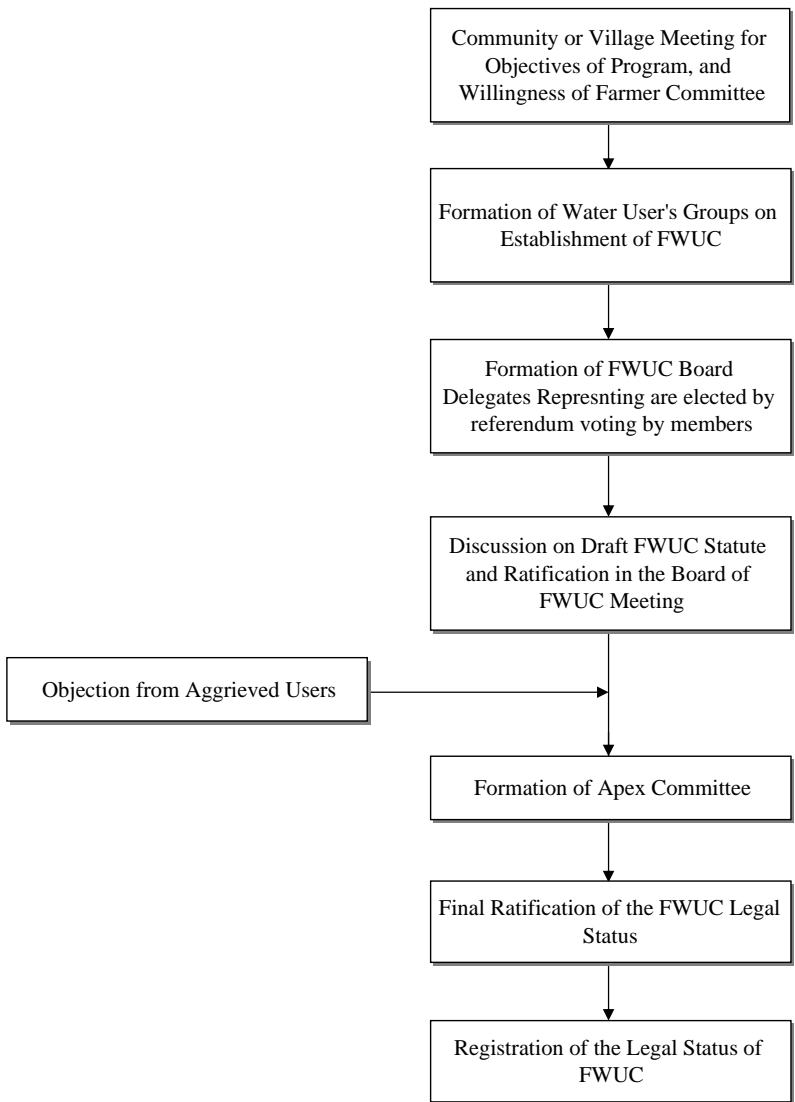 Community or Village Meeting for
Objectives of Program, and
Willingness of Farmer Committee
Formation of Water User's Groups on
Establishment of FWUC
Formation of FWUC Board
Delegates Represnting are elected by
referendum voting by members
Discussion on Draft FWUC Statute
and Ratification in the Board of
FWUC Meeting
Objection from Aggrieved Users
Formation of Apex Committee
Final Ratification of the FWUC Legal
Status
Registration of the Legal Status of
FWUC